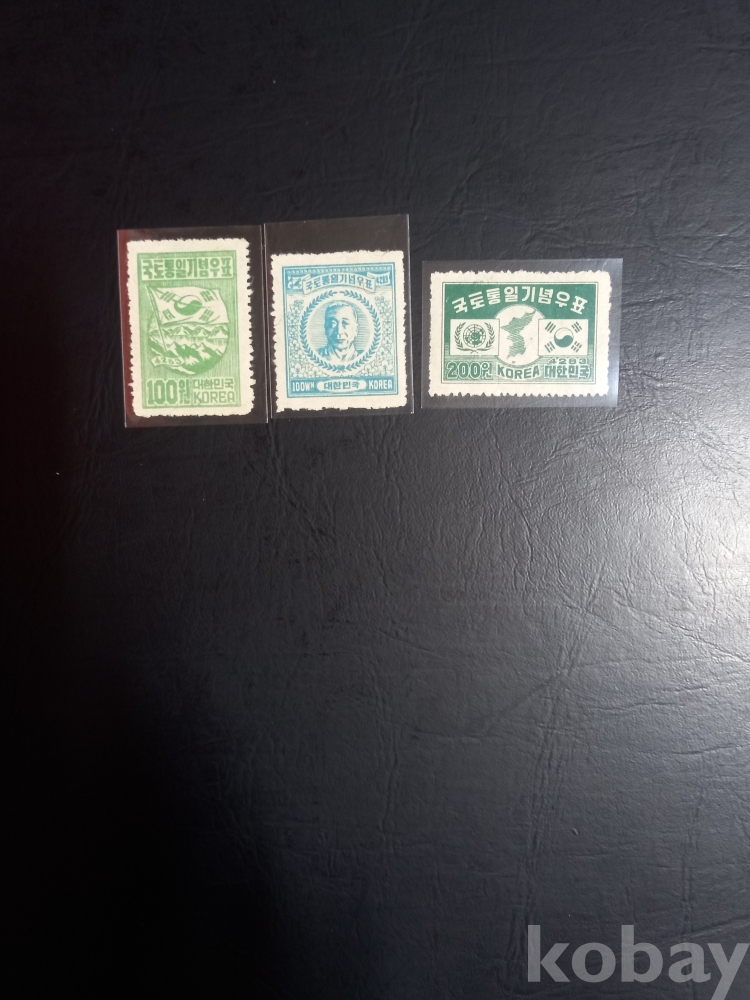 국토통일기념우표
100원 대한민국
KOREA
국토통일기념우표
100WN 대한민국 KOREA
국토통일기념우표
4283
200원 KOREA 대한민국
kobay